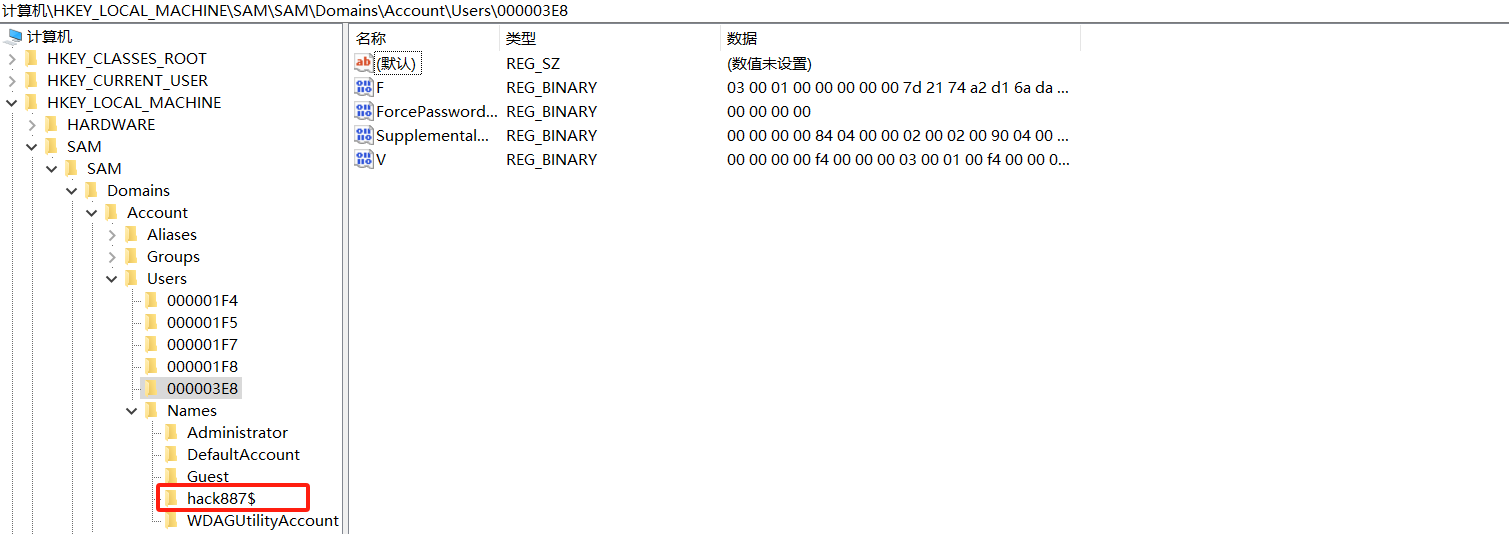 计算机\HKEY_LOCAL_MACHINE\SAM\SAM\Domains\Account\Users\000003E8
计算机
HKEY_CLASSES_ROOT
HKEY_CURRENT_USER
HKEY_LOCAL_MACHINE
HARDWARE
SAM
SAM
Domains
Account
Aliases
Groups
Users
000001F4
000001F5
000001F7
000001F8
000003E8
Names
Administrator
DefaultAccount
Guest
hack887$
WDAGUtilityAccount
名称 类型 数据
(默认) REG_SZ (数值未设置)
F REG_BINARY 03 00 01 00 00 00 00 00 7d 21 74 a2 d1 6a da ...
ForcePassword... REG_BINARY 00 00 00 00
Supplemental... REG_BINARY 00 00 00 00 84 04 00 00 02 00 02 00 90 04 00 ...
V REG_BINARY 00 00 00 00 f4 00 00 00 03 00 01 00 f4 00 00 0...